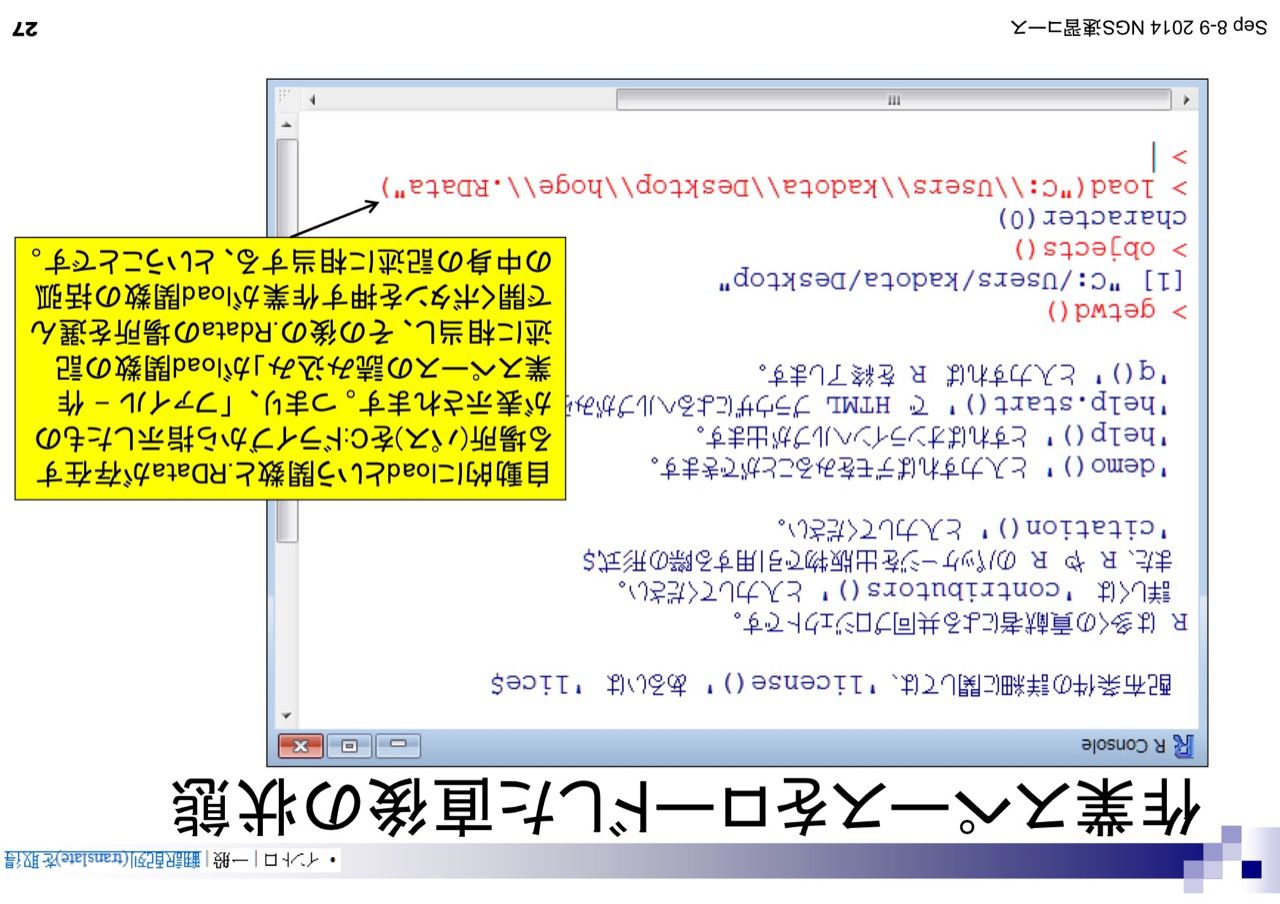 ・イントロ | 一般 | 翻訳配列(translate)を取得
作業スペースをロードした直後の状態
R Console
配布条件の詳細に関しては、'license()' あるいは 'lice$
R は多くの貢献者による共同プロジェクトです。
詳しくは 'contributors()' と入力してください。
また、R や R のパッケージを出版物で引用する際の形式$
'citation()' と入力してください。
'demo()' と入力すればデモをみることができます。
'help()' とすればオンラインヘルプが出ます。
'help.start()' で HTML ブラウザによるヘルプがみら
'q()' と入力すれば R を終了します。
> getwd()
[1] "C:/Users/kadota/Desktop"
> objects()
character(0)
> load("C:\\Users\\kadota\\Desktop\\hoge\\.RData")
>
自動的にloadという関数と.RDataが存在す
る場所(パス)をC:ドライブから指示したもの
が表示されます。つまり、「ファイル – 作
業スペースの読み込み」がload関数の記
述に相当し、その後の.Rdataの場所を選ん
で開くボタンを押す作業がload関数の括弧
の中身の記述に相当する、ということです。
Sep 8-9 2014 NGS速習コース
27